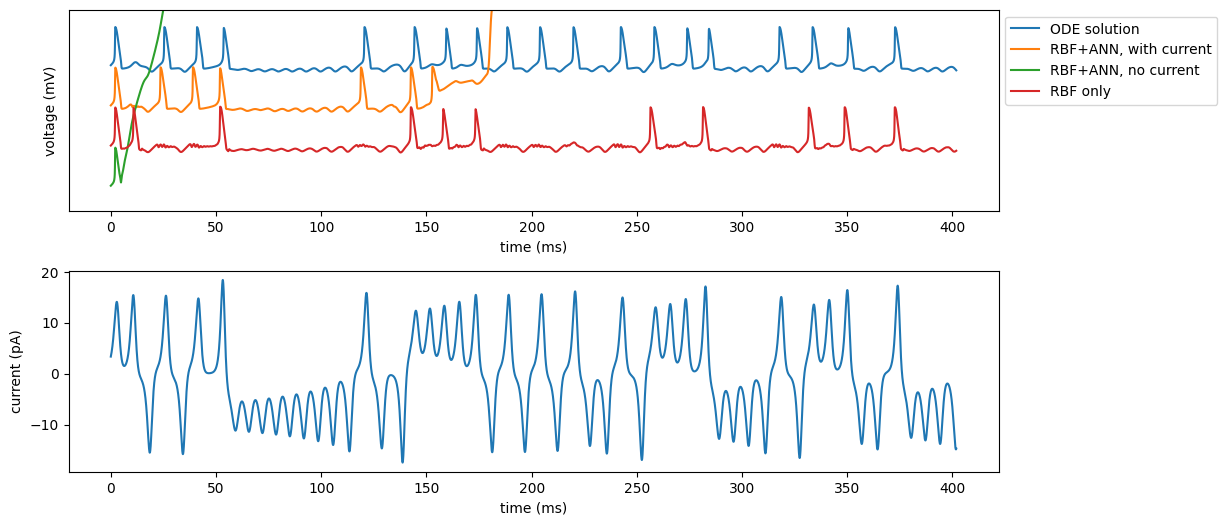 voltage (mV)
0 50 100 150 200 250 300 350 400
time (ms)
ODE solution
RBF+ANN, with current
RBF+ANN, no current
RBF only
current (pA)
20
10
0
−10
0 50 100 150 200 250 300 350 400
time (ms)